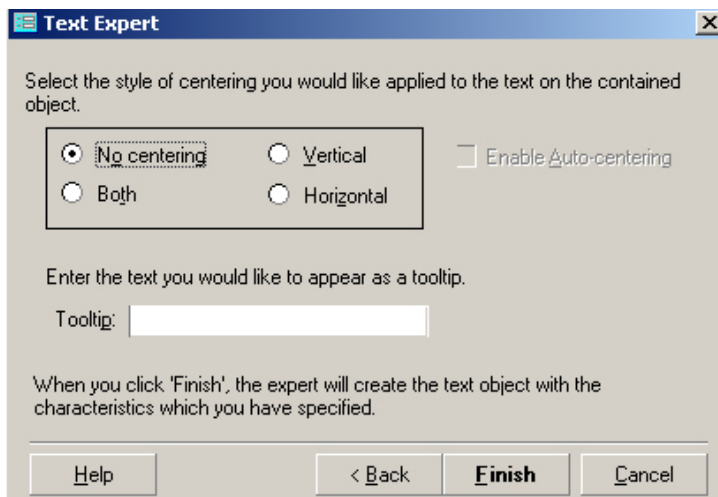 Text Expert
Select the style of centering you would like applied to the text on the contained
object.
No centering
Vertical
Enable Auto-centering
Both
Horizontal
Enter the text you would like to appear as a tooltip.
Tooltip:
When you click 'Finish', the expert will create the text object with the
characteristics which you have specified.
Help
< Back
Finish
Cancel